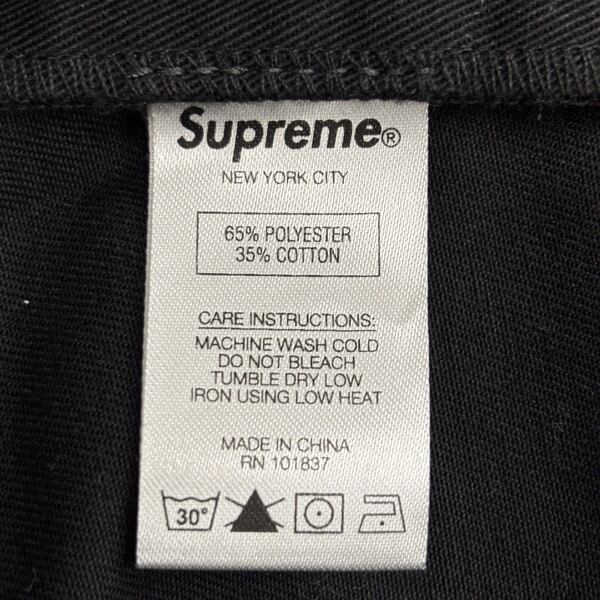 Supreme®
NEW YORK CITY
65% POLYESTER
35% COTTON
CARE INSTRUCTIONS:
MACHINE WASH COLD
DO NOT BLEACH
TUMBLE DRY LOW
IRON USING LOW HEAT
MADE IN CHINA
RN 101837
30°